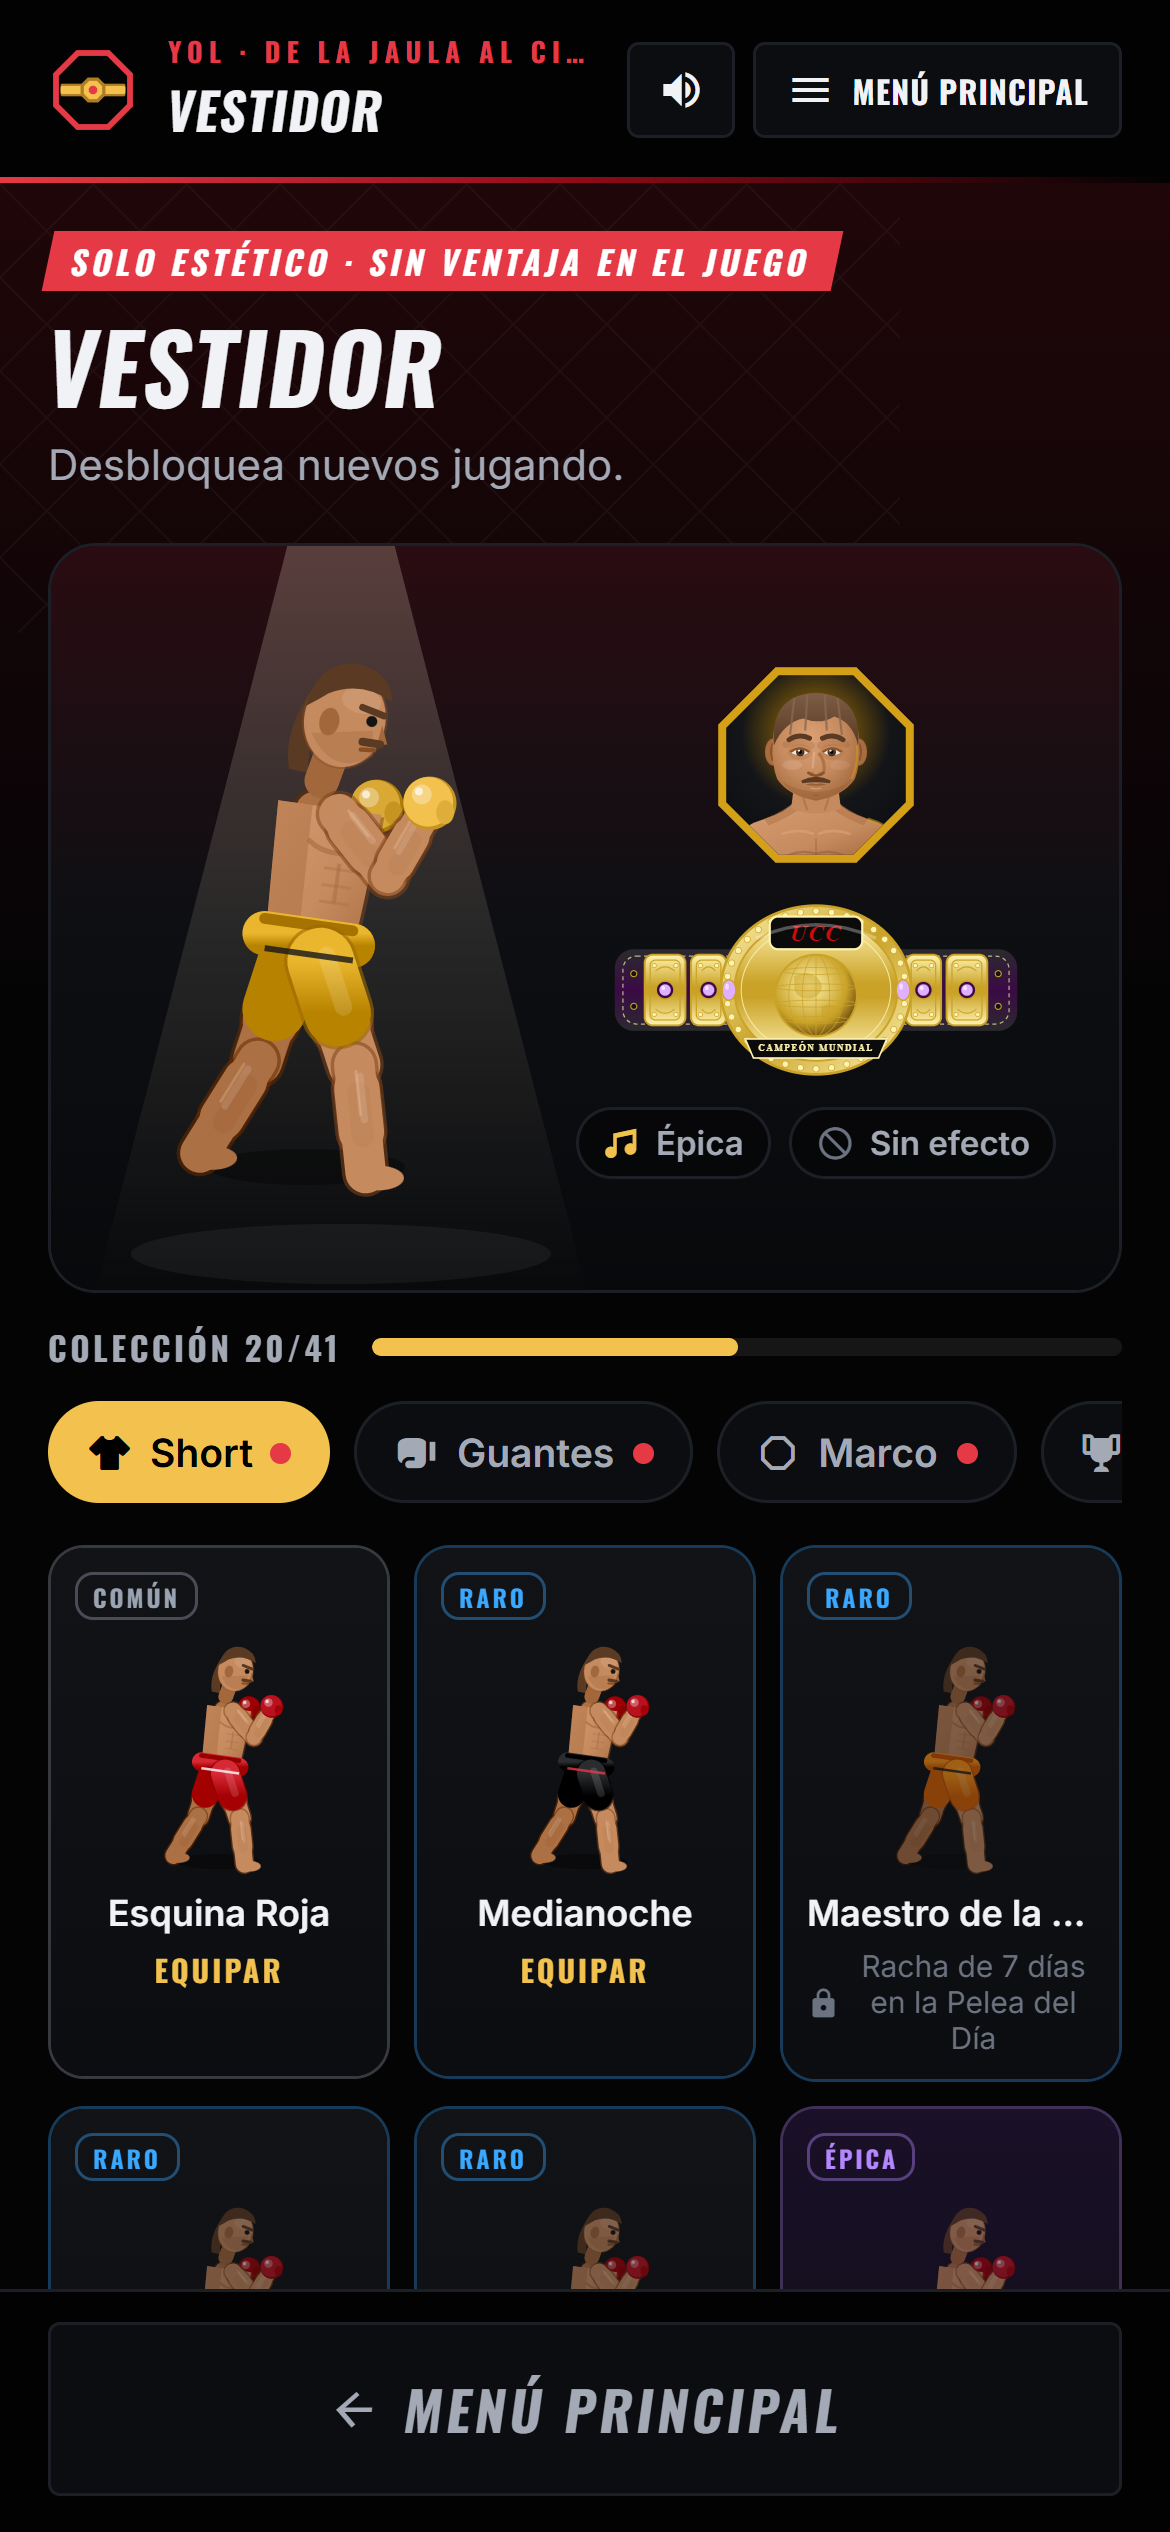 YOL · DE LA JAULA AL CI...
VESTIDOR
MENÚ PRINCIPAL
SOLO ESTÉTICO · SIN VENTAJA EN EL JUEGO
VESTIDOR
Desbloquea nuevos jugando.
UCC
CAMPEÓN MUNDIAL
Épica
Sin efecto
COLECCIÓN 20/41
Short
Guantes
Marco
COMÚN
RARO
RARO
Esquina Roja
Medianoche
Maestro de la ...
EQUIPAR
EQUIPAR
Racha de 7 días
en la Pelea del
Día
RARO
RARO
ÉPICA
MENÚ PRINCIPAL